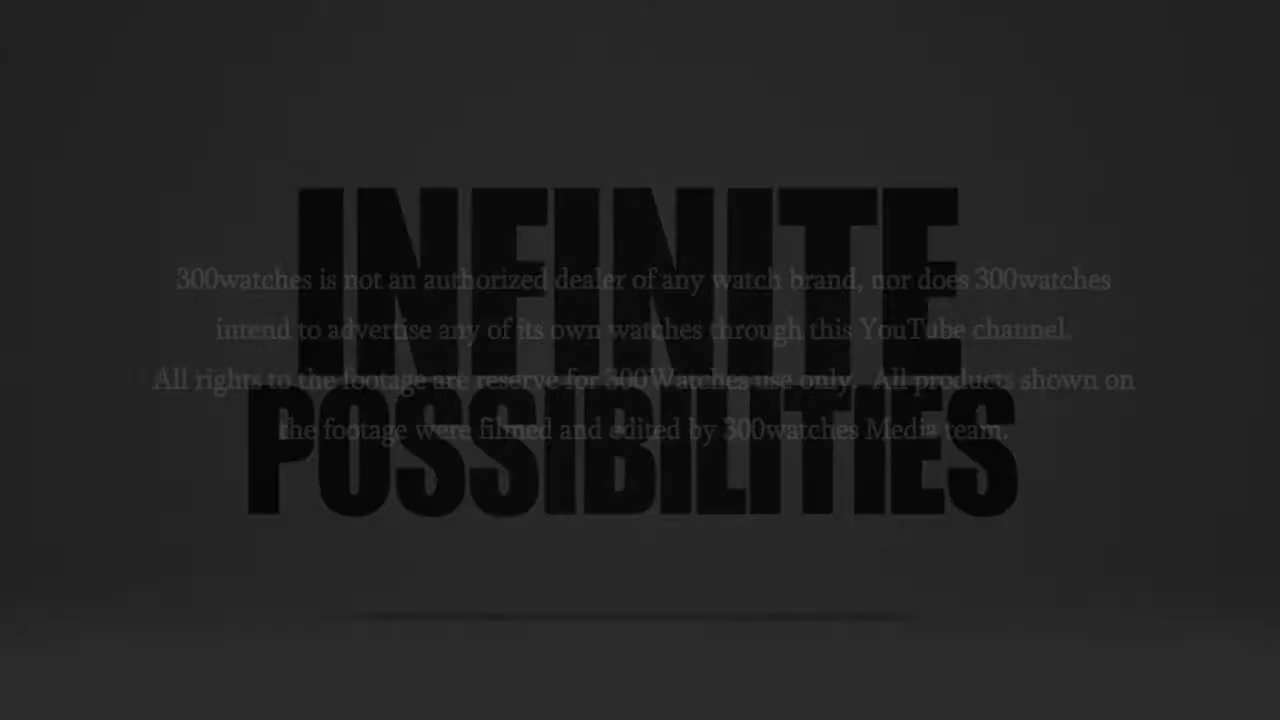 INFINITE
POSSIBILITIES
300watches is not an authorized dealer of any watch brand, nor does 300watches
intend to advertise any of its own watches through this YouTube channel.
All rights to the footage are reserve for 300Watches use only. All products shown on
the footage were filmed and edited by 300watches Media team.